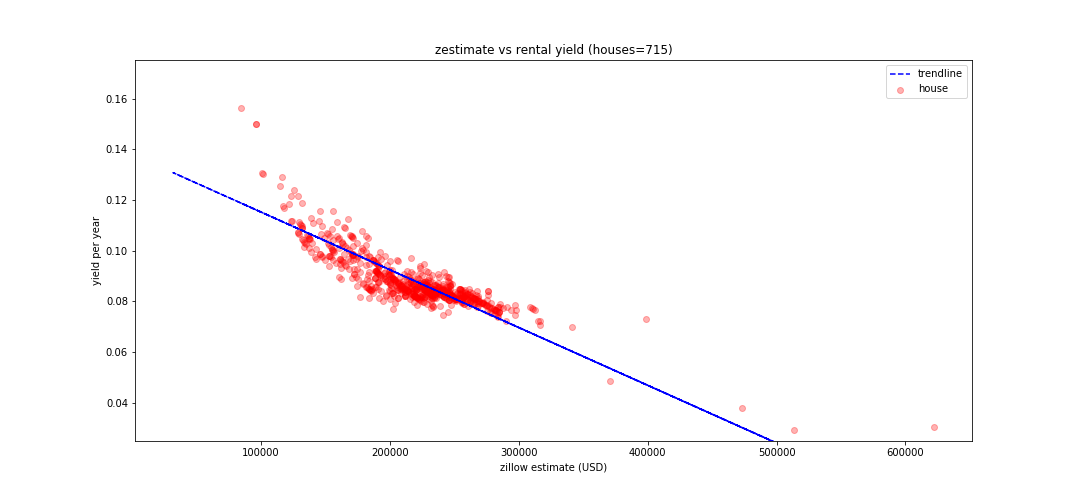 zestimate vs rental yield (houses=715)
trendline
house
yield per year
0.16
0.14
0.12
0.10
0.08
0.06
0.04
100000 200000 300000 400000 500000 600000
zillow estimate (USD)